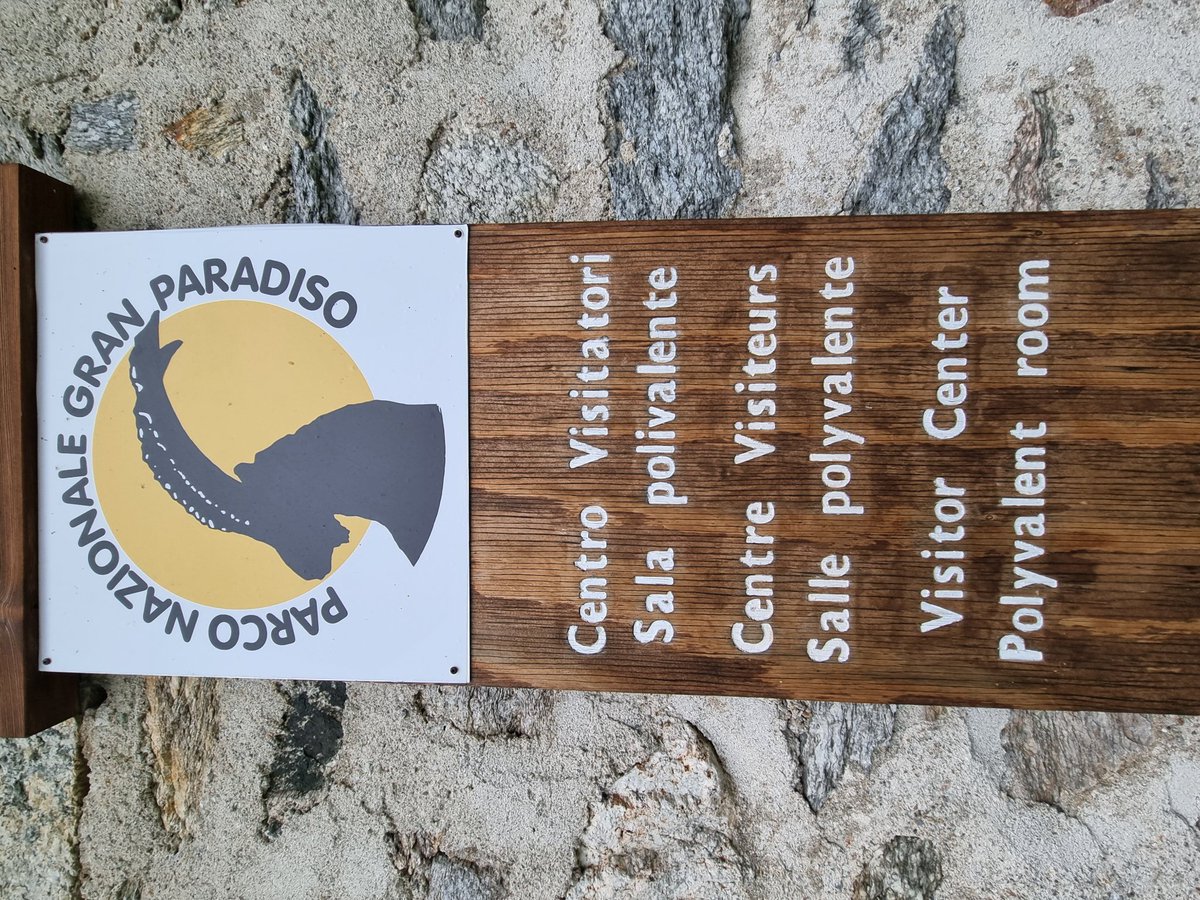 PARCO NAZIONALE GRAN PARADISO
Centro Visitatori
Sala polivalente
Centre Visiteurs
Salle polyvalente
Visitor Center
Polyvalent room